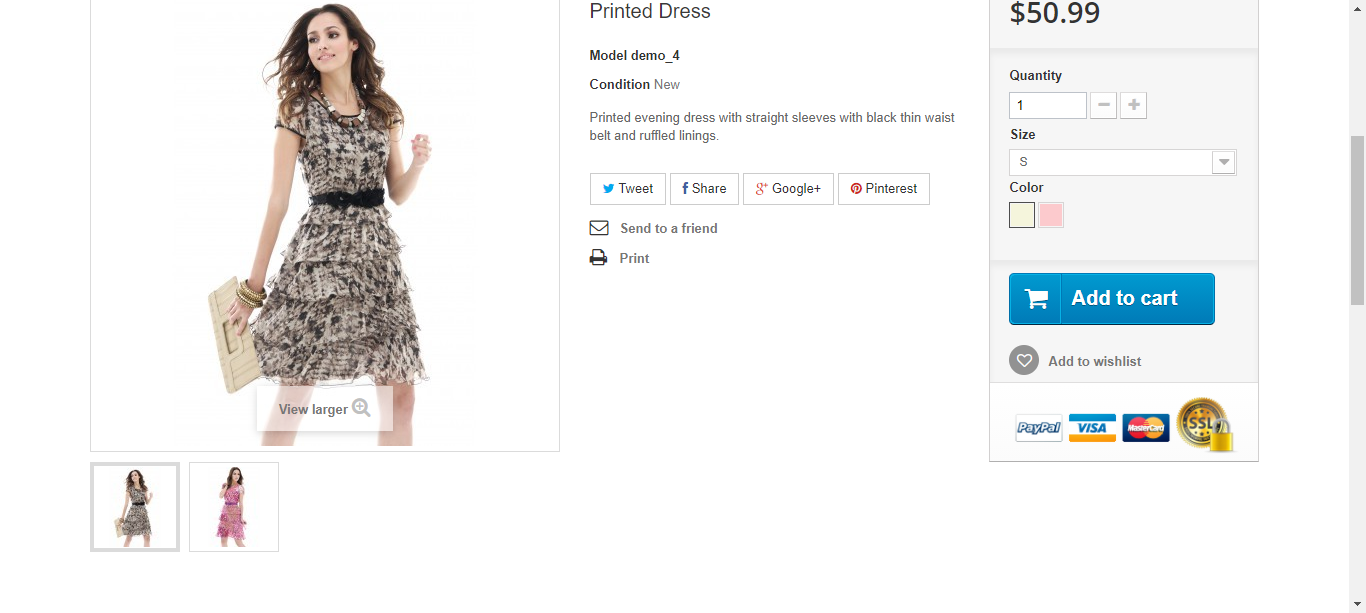 Printed Dress
Model demo_4
Condition New
Printed evening dress with straight sleeves with black thin waist
belt and ruffled linings.
Tweet
Share
Google+
Pinterest
Send to a friend
Print
View larger
$50.99
Quantity
1
Size
S
Color
Add to cart
Add to wishlist
PayPal
VISA
MasterCard
SSL